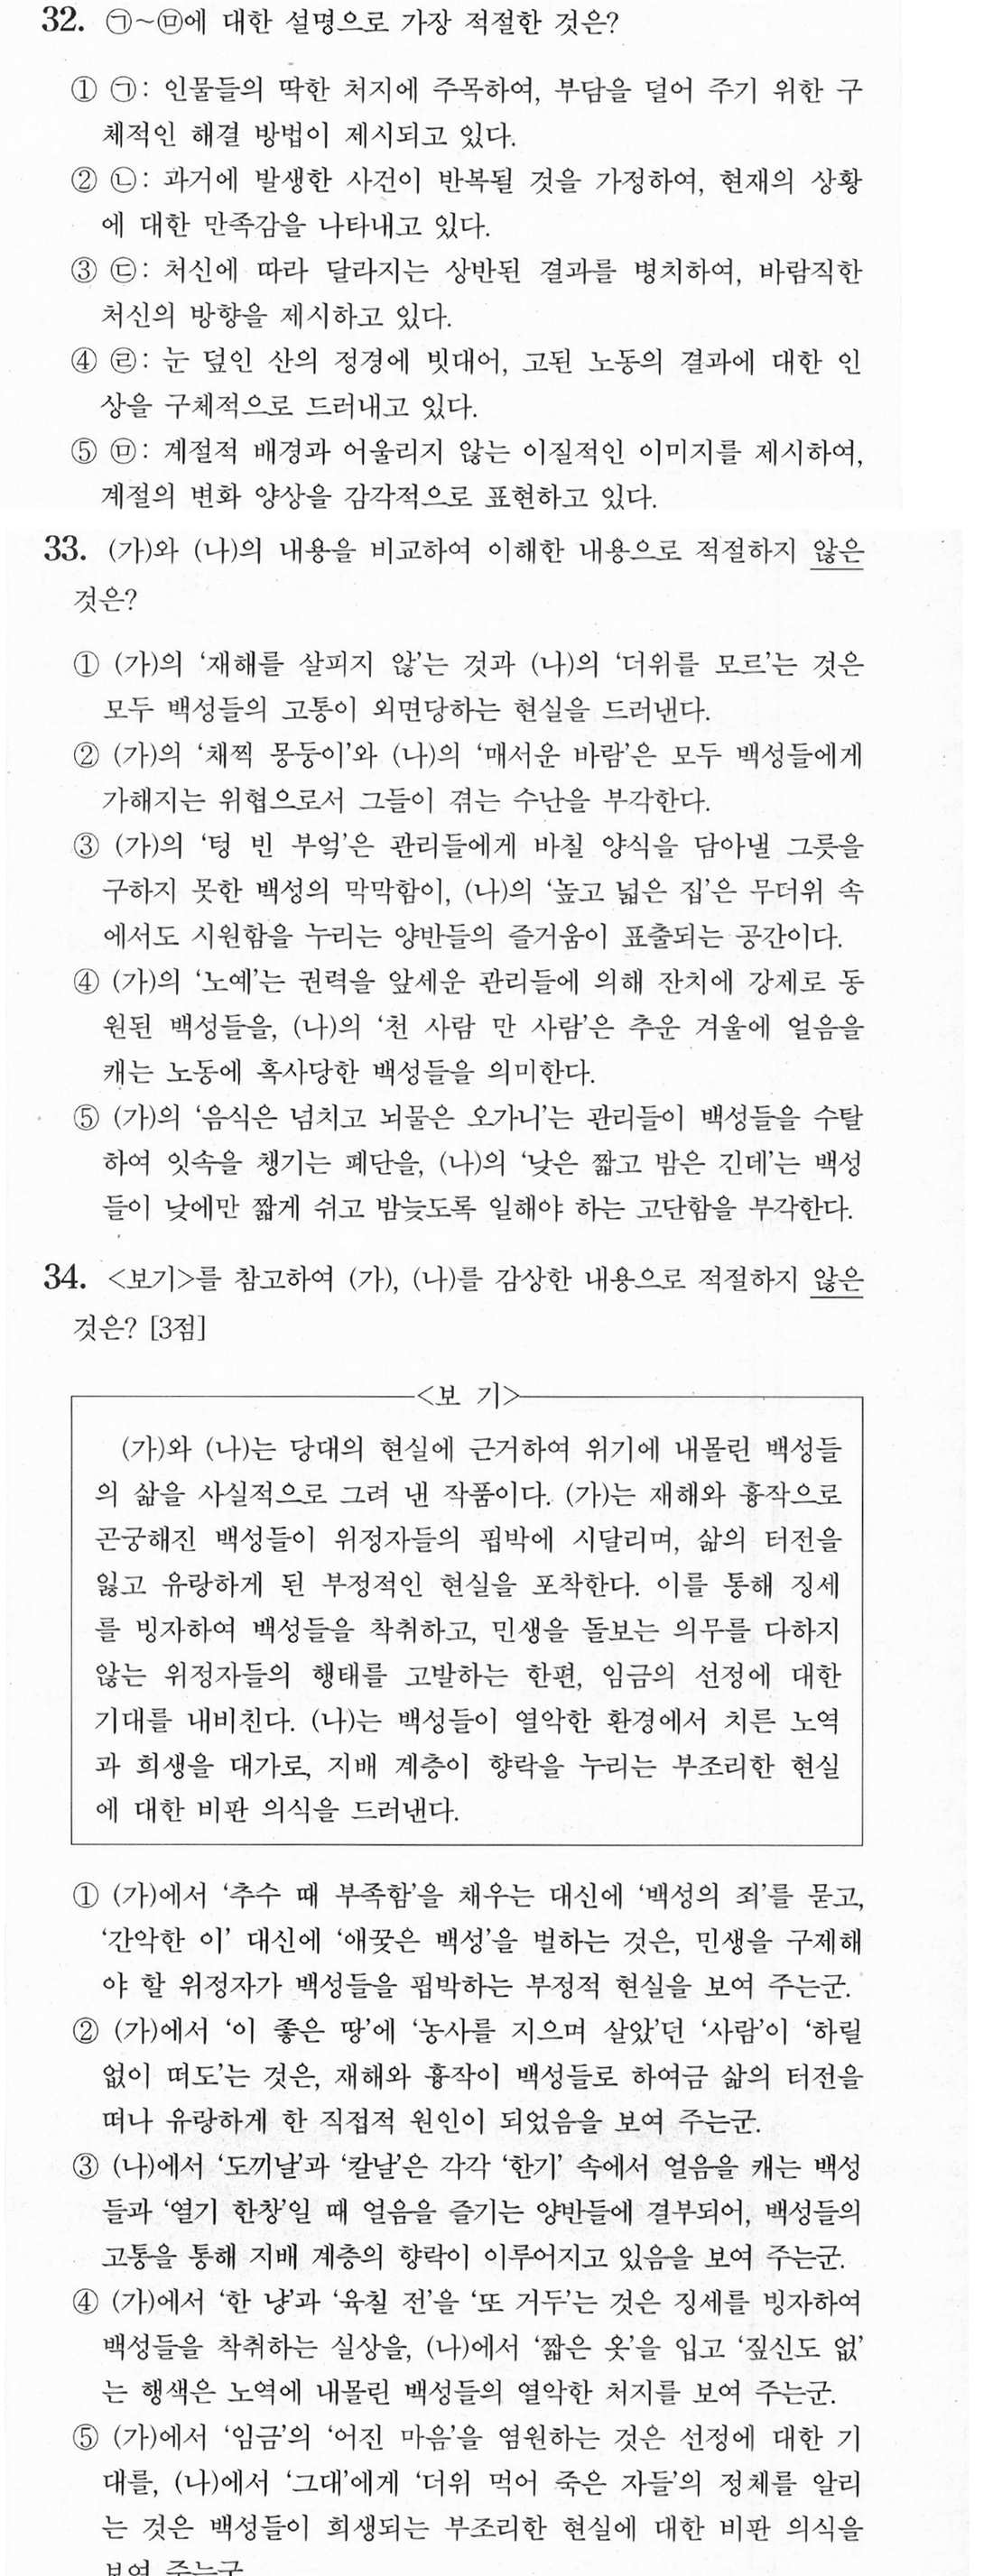 32. ㉠~㉤에 대한 설명으로 가장 적절한 것은?
① ㉠: 인물들의 딱한 처지에 주목하여, 부담을 덜어 주기 위한 구
체적인 해결 방법이 제시되고 있다.
② ㉡: 과거에 발생한 사건이 반복될 것을 가정하여, 현재의 상황
에 대한 만족감을 나타내고 있다.
③ ㉢: 처신에 따라 달라지는 상반된 결과를 병치하여, 바람직한
처신의 방향을 제시하고 있다.
④ ㉣: 눈 덮인 산의 정경에 빗대어, 고된 노동의 결과에 대한 인
상을 구체적으로 드러내고 있다.
⑤ ㉤: 계절적 배경과 어울리지 않는 이질적인 이미지를 제시하여,
계절의 변화 양상을 감각적으로 표현하고 있다.
33. (가)와 (나)의 내용을 비교하여 이해한 내용으로 적절하지 않은
것은?
① (가)의 ‘재해를 살피지 않’는 것과 (나)의 ‘더위를 모르’는 것은
모두 백성들의 고통이 외면당하는 현실을 드러낸다.
② (가)의 ‘채찍 몽둥이’와 (나)의 ‘매서운 바람’은 모두 백성들에게
가해지는 위협으로서 그들이 겪는 수난을 부각한다.
③ (가)의 ‘텅 빈 부엌’은 관리들에게 바칠 양식을 담아낼 그릇을
구하지 못한 백성의 막막함이, (나)의 ‘높고 넓은 집’은 무더위 속
에서도 시원함을 누리는 양반들의 즐거움이 표출되는 공간이다.
④ (가)의 ‘노예’는 권력을 앞세운 관리들에 의해 잔치에 강제로 동
원된 백성들을, (나)의 ‘천 사람 만 사람’은 추운 겨울에 얼음을
캐는 노동에 혹사당한 백성들을 의미한다.
⑤ (가)의 ‘음식은 넘치고 뇌물은 오가니’는 관리들이 백성들을 수탈
하여 잇속을 챙기는 폐단을, (나)의 ‘낮은 짧고 밤은 긴데’는 백성
들이 낮에만 짧게 쉬고 밤늦도록 일해야 하는 고단함을 부각한다.
34. <보기>를 참고하여 (가), (나)를 감상한 내용으로 적절하지 않은
것은? [3점]
<보 기>
(가)와 (나)는 당대의 현실에 근거하여 위기에 내몰린 백성들
의 삶을 사실적으로 그려 낸 작품이다. (가)는 재해와 흉작으로
곤궁해진 백성들이 위정자들의 핍박에 시달리며, 삶의 터전을
잃고 유랑하게 된 부정적인 현실을 포착한다. 이를 통해 징세
를 빙자하여 백성들을 착취하고, 민생을 돌보는 의무를 다하지
않는 위정자들의 행태를 고발하는 한편, 임금의 선정에 대한
기대를 내비친다. (나)는 백성들이 열악한 환경에서 치른 노역
과 희생을 대가로, 지배 계층이 향락을 누리는 부조리한 현실
에 대한 비판 의식을 드러낸다.
① (가)에서 ‘추수 때 부족함’을 채우는 대신에 ‘백성의 죄’를 묻고,
‘간악한 이’ 대신에 ‘애꿎은 백성’을 벌하는 것은, 민생을 구제해
야 할 위정자가 백성들을 핍박하는 부정적 현실을 보여 주는군.
② (가)에서 ‘이 좋은 땅’에 ‘농사를 지으며 살았’던 ‘사람’이 ‘하릴
없이 떠도’는 것은, 재해와 흉작이 백성들로 하여금 삶의 터전을
떠나 유랑하게 한 직접적 원인이 되었음을 보여 주는군.
③ (나)에서 ‘도끼날’과 ‘칼날’은 각각 ‘한기’ 속에서 얼음을 캐는 백성
들과 ‘열기 한창’일 때 얼음을 즐기는 양반들에 결부되어, 백성들의
고통을 통해 지배 계층의 향락이 이루어지고 있음을 보여 주는군.
④ (가)에서 ‘한 냥’과 ‘육칠 전’을 ‘또 거두’는 것은 징세를 빙자하여
백성들을 착취하는 실상을, (나)에서 ‘짧은 옷’을 입고 ‘짚신도 없’
는 행색은 노역에 내몰린 백성들의 열악한 처지를 보여 주는군.
⑤ (가)에서 ‘임금’의 ‘어진 마음’을 염원하는 것은 선정에 대한 기
대를, (나)에서 ‘그대’에게 ‘더위 먹어 죽은 자들’의 정체를 알리
는 것은 백성들이 희생되는 부조리한 현실에 대한 비판 의식을
보여 주는군